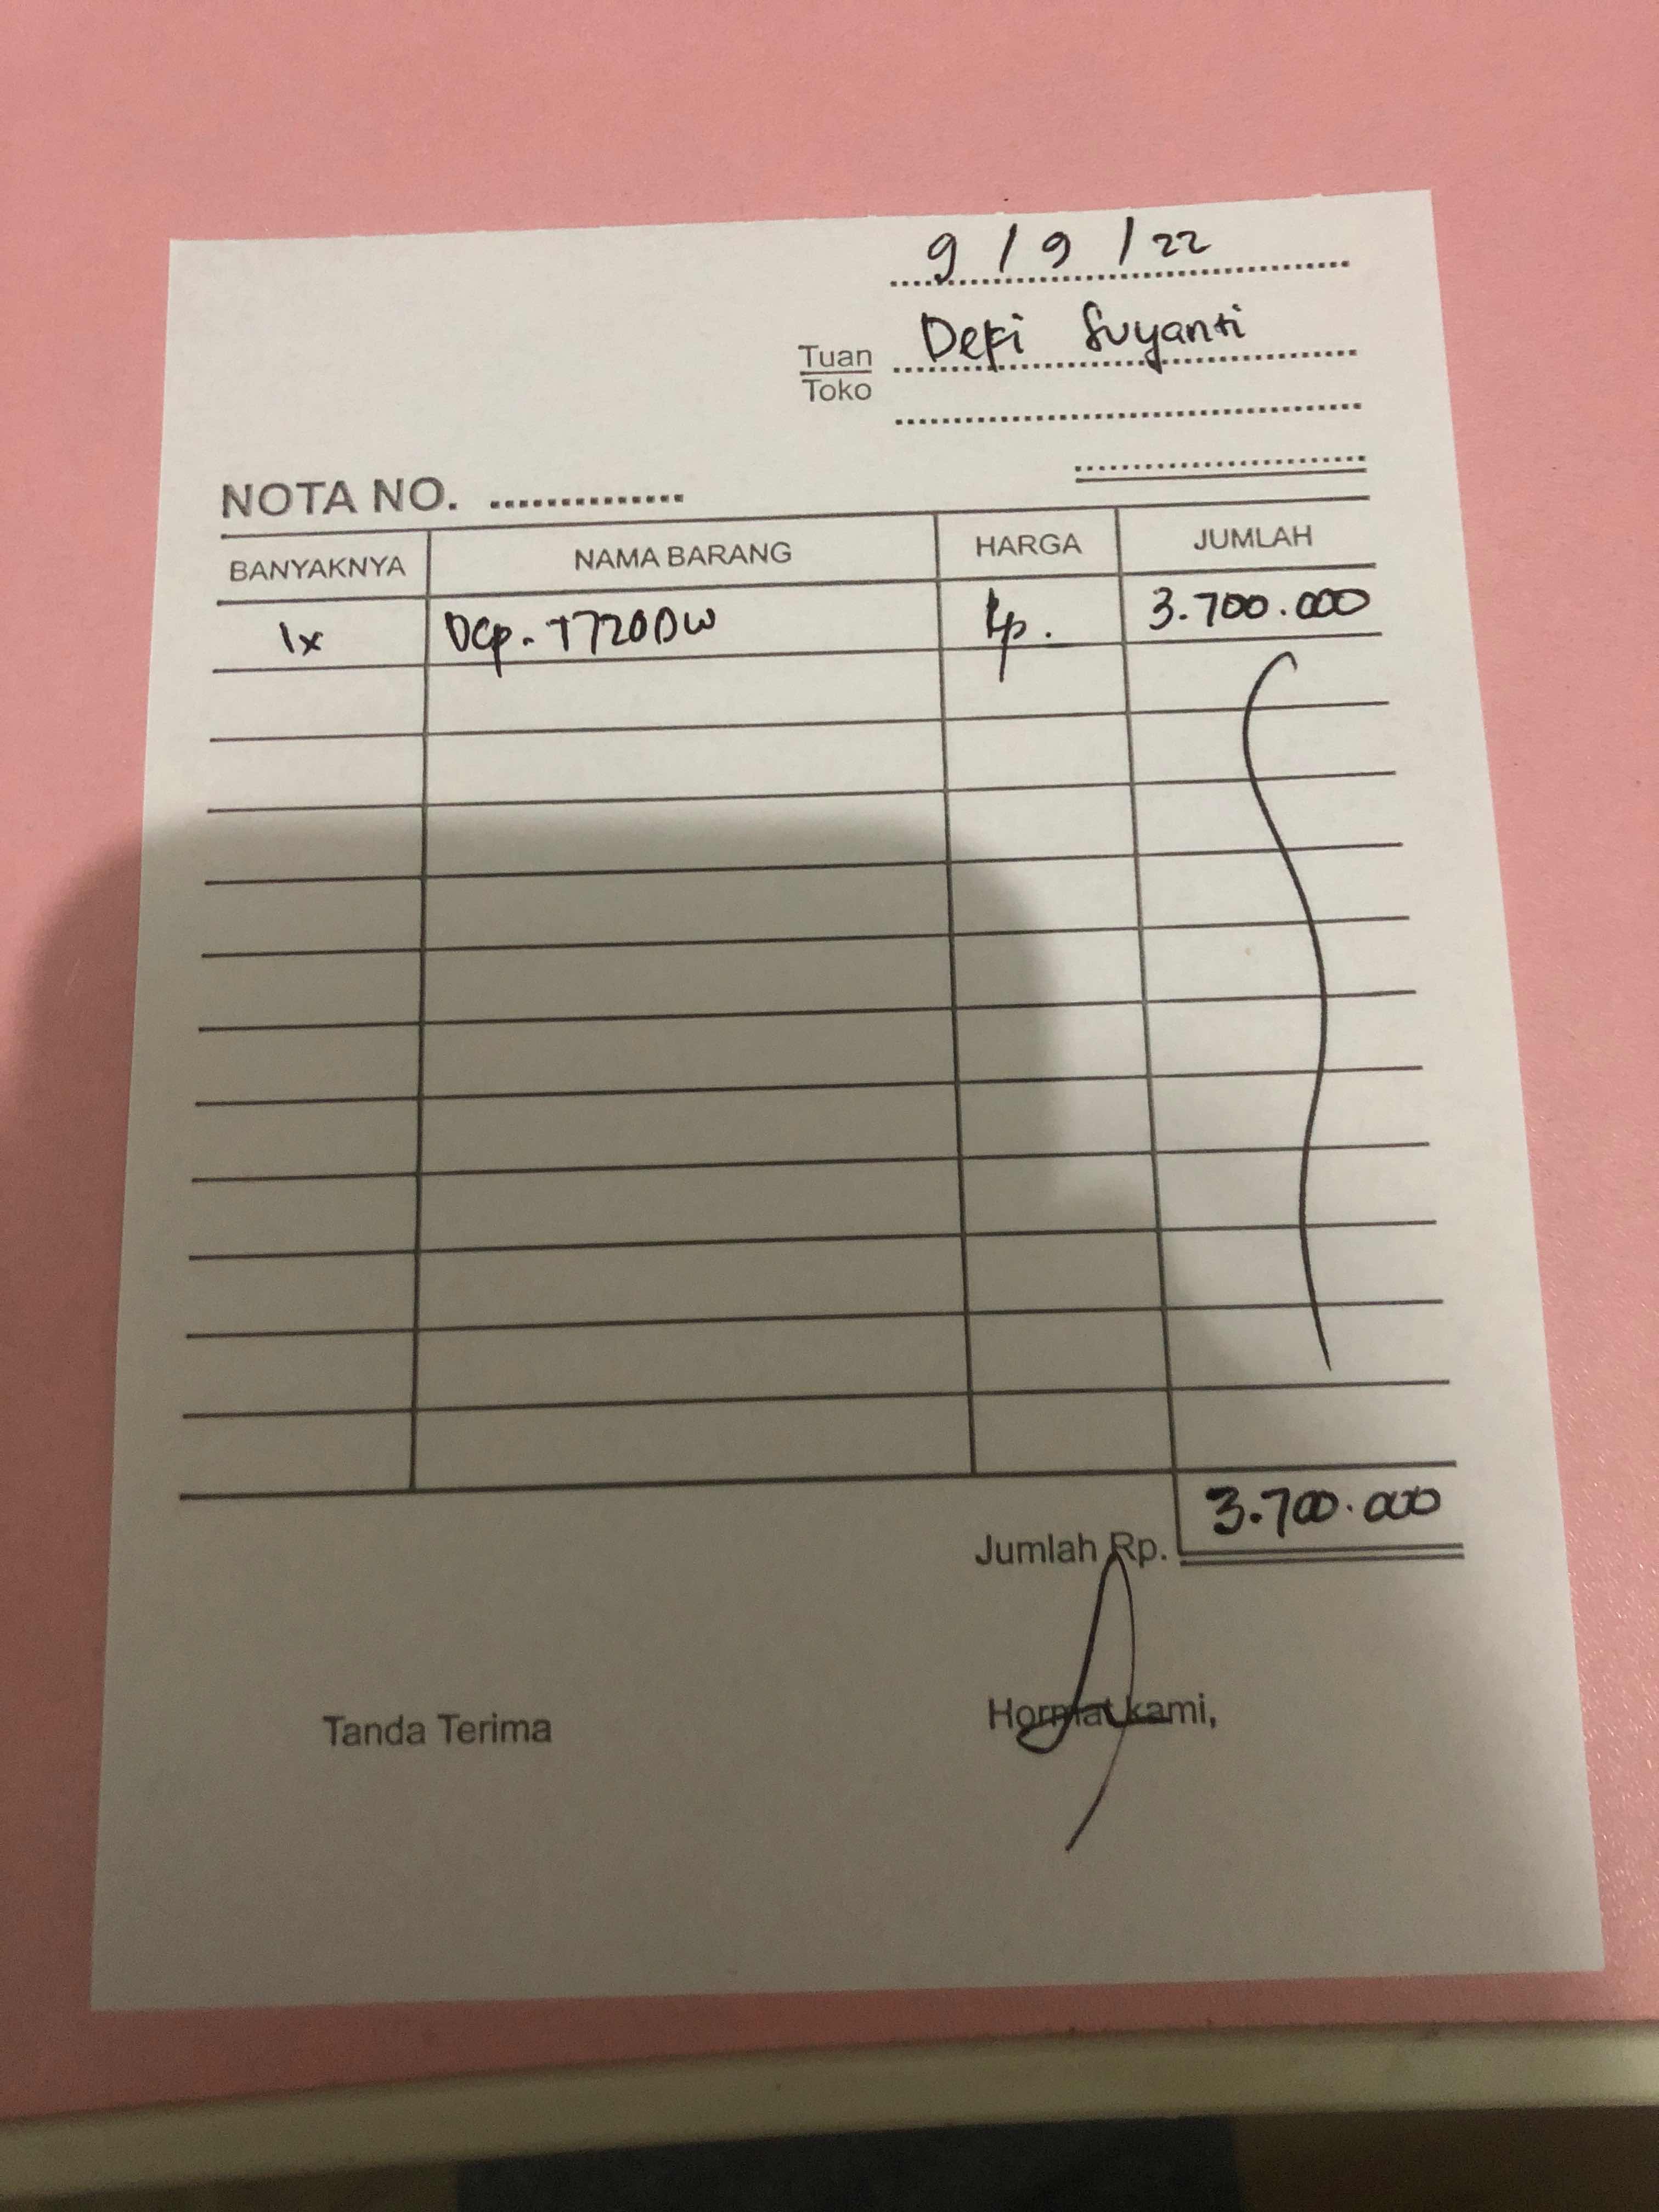 9 / 9 / 22
Tuan Defi Suyanti
Toko
NOTA NO.
BANYAKNYA NAMA BARANG HARGA JUMLAH
1x DCp. T720DW Rp. 3.700.000
Jumlah Rp. 3.700.000
Tanda Terima Hormat kami,